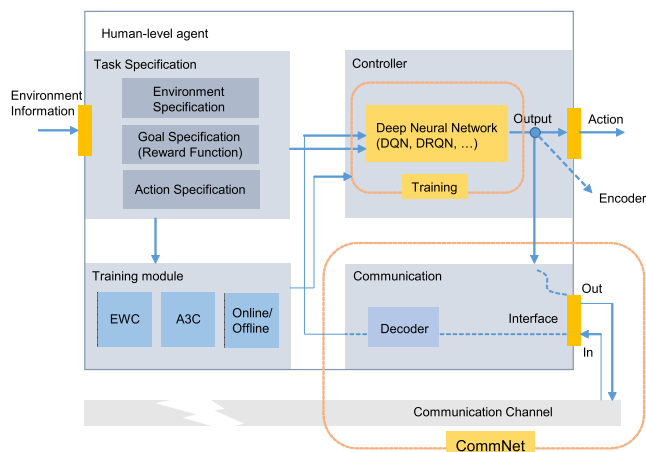 Human-level agent
Task Specification
Controller
Environment
Information
Environment
Specification
Goal Specification
(Reward Function)
Action Specification
Deep Neural Network
(DQN, DRQN, …)
Training
Output
Action
Encoder
Training module
EWC
A3C
Online/
Offline
Communication
Decoder
Interface
Out
In
Communication Channel
CommNet